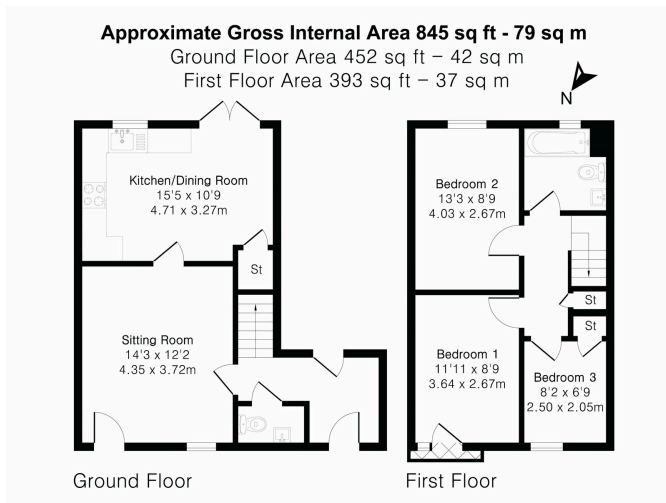 Approximate Gross Internal Area 845 sq ft - 79 sq m
Ground Floor Area 452 sq ft – 42 sq m
First Floor Area 393 sq ft – 37 sq m
N
Kitchen/Dining Room
15'5 x 10'9
4.71 x 3.27m
St
Sitting Room
14'3 x 12'2
4.35 x 3.72m
Ground Floor
Bedroom 2
13'3 x 8'9
4.03 x 2.67m
St
St
Bedroom 1
11'11 x 8'9
3.64 x 2.67m
Bedroom 3
8'2 x 6'9
2.50 x 2.05m
First Floor